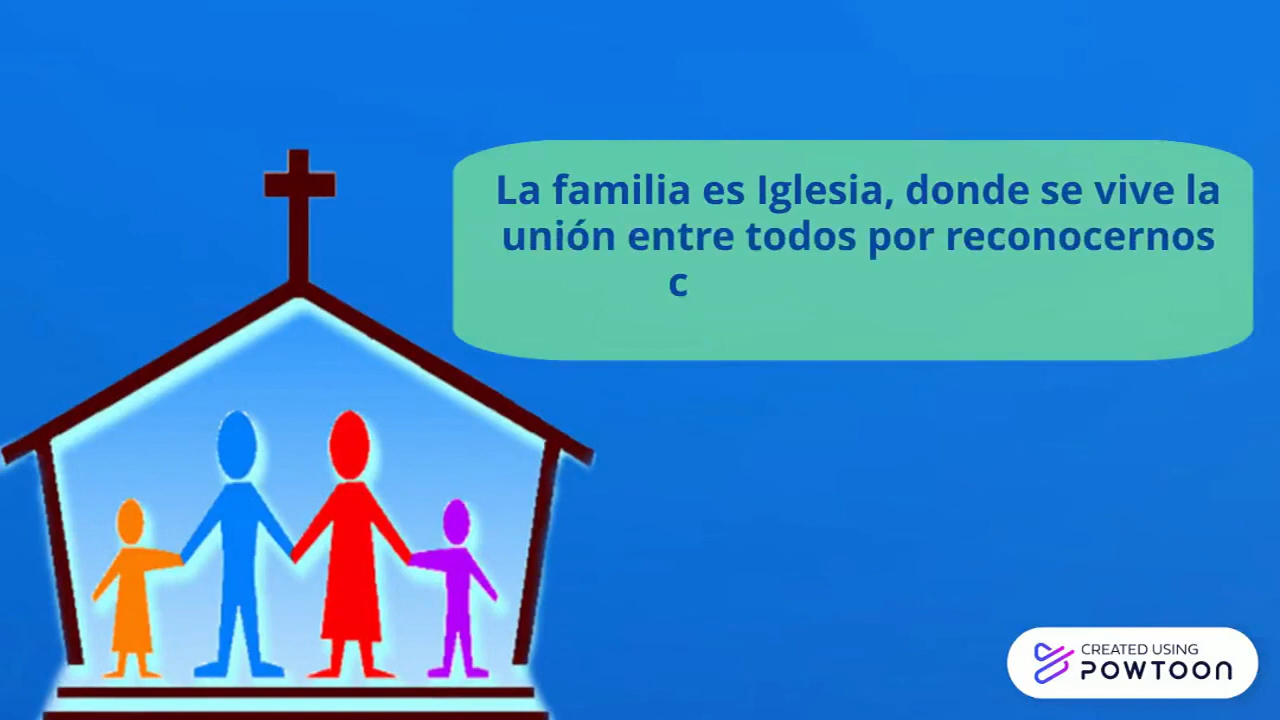 La familia es Iglesia, donde se vive la
unión entre todos por reconocernos
c
CREATED USING
POWTOON